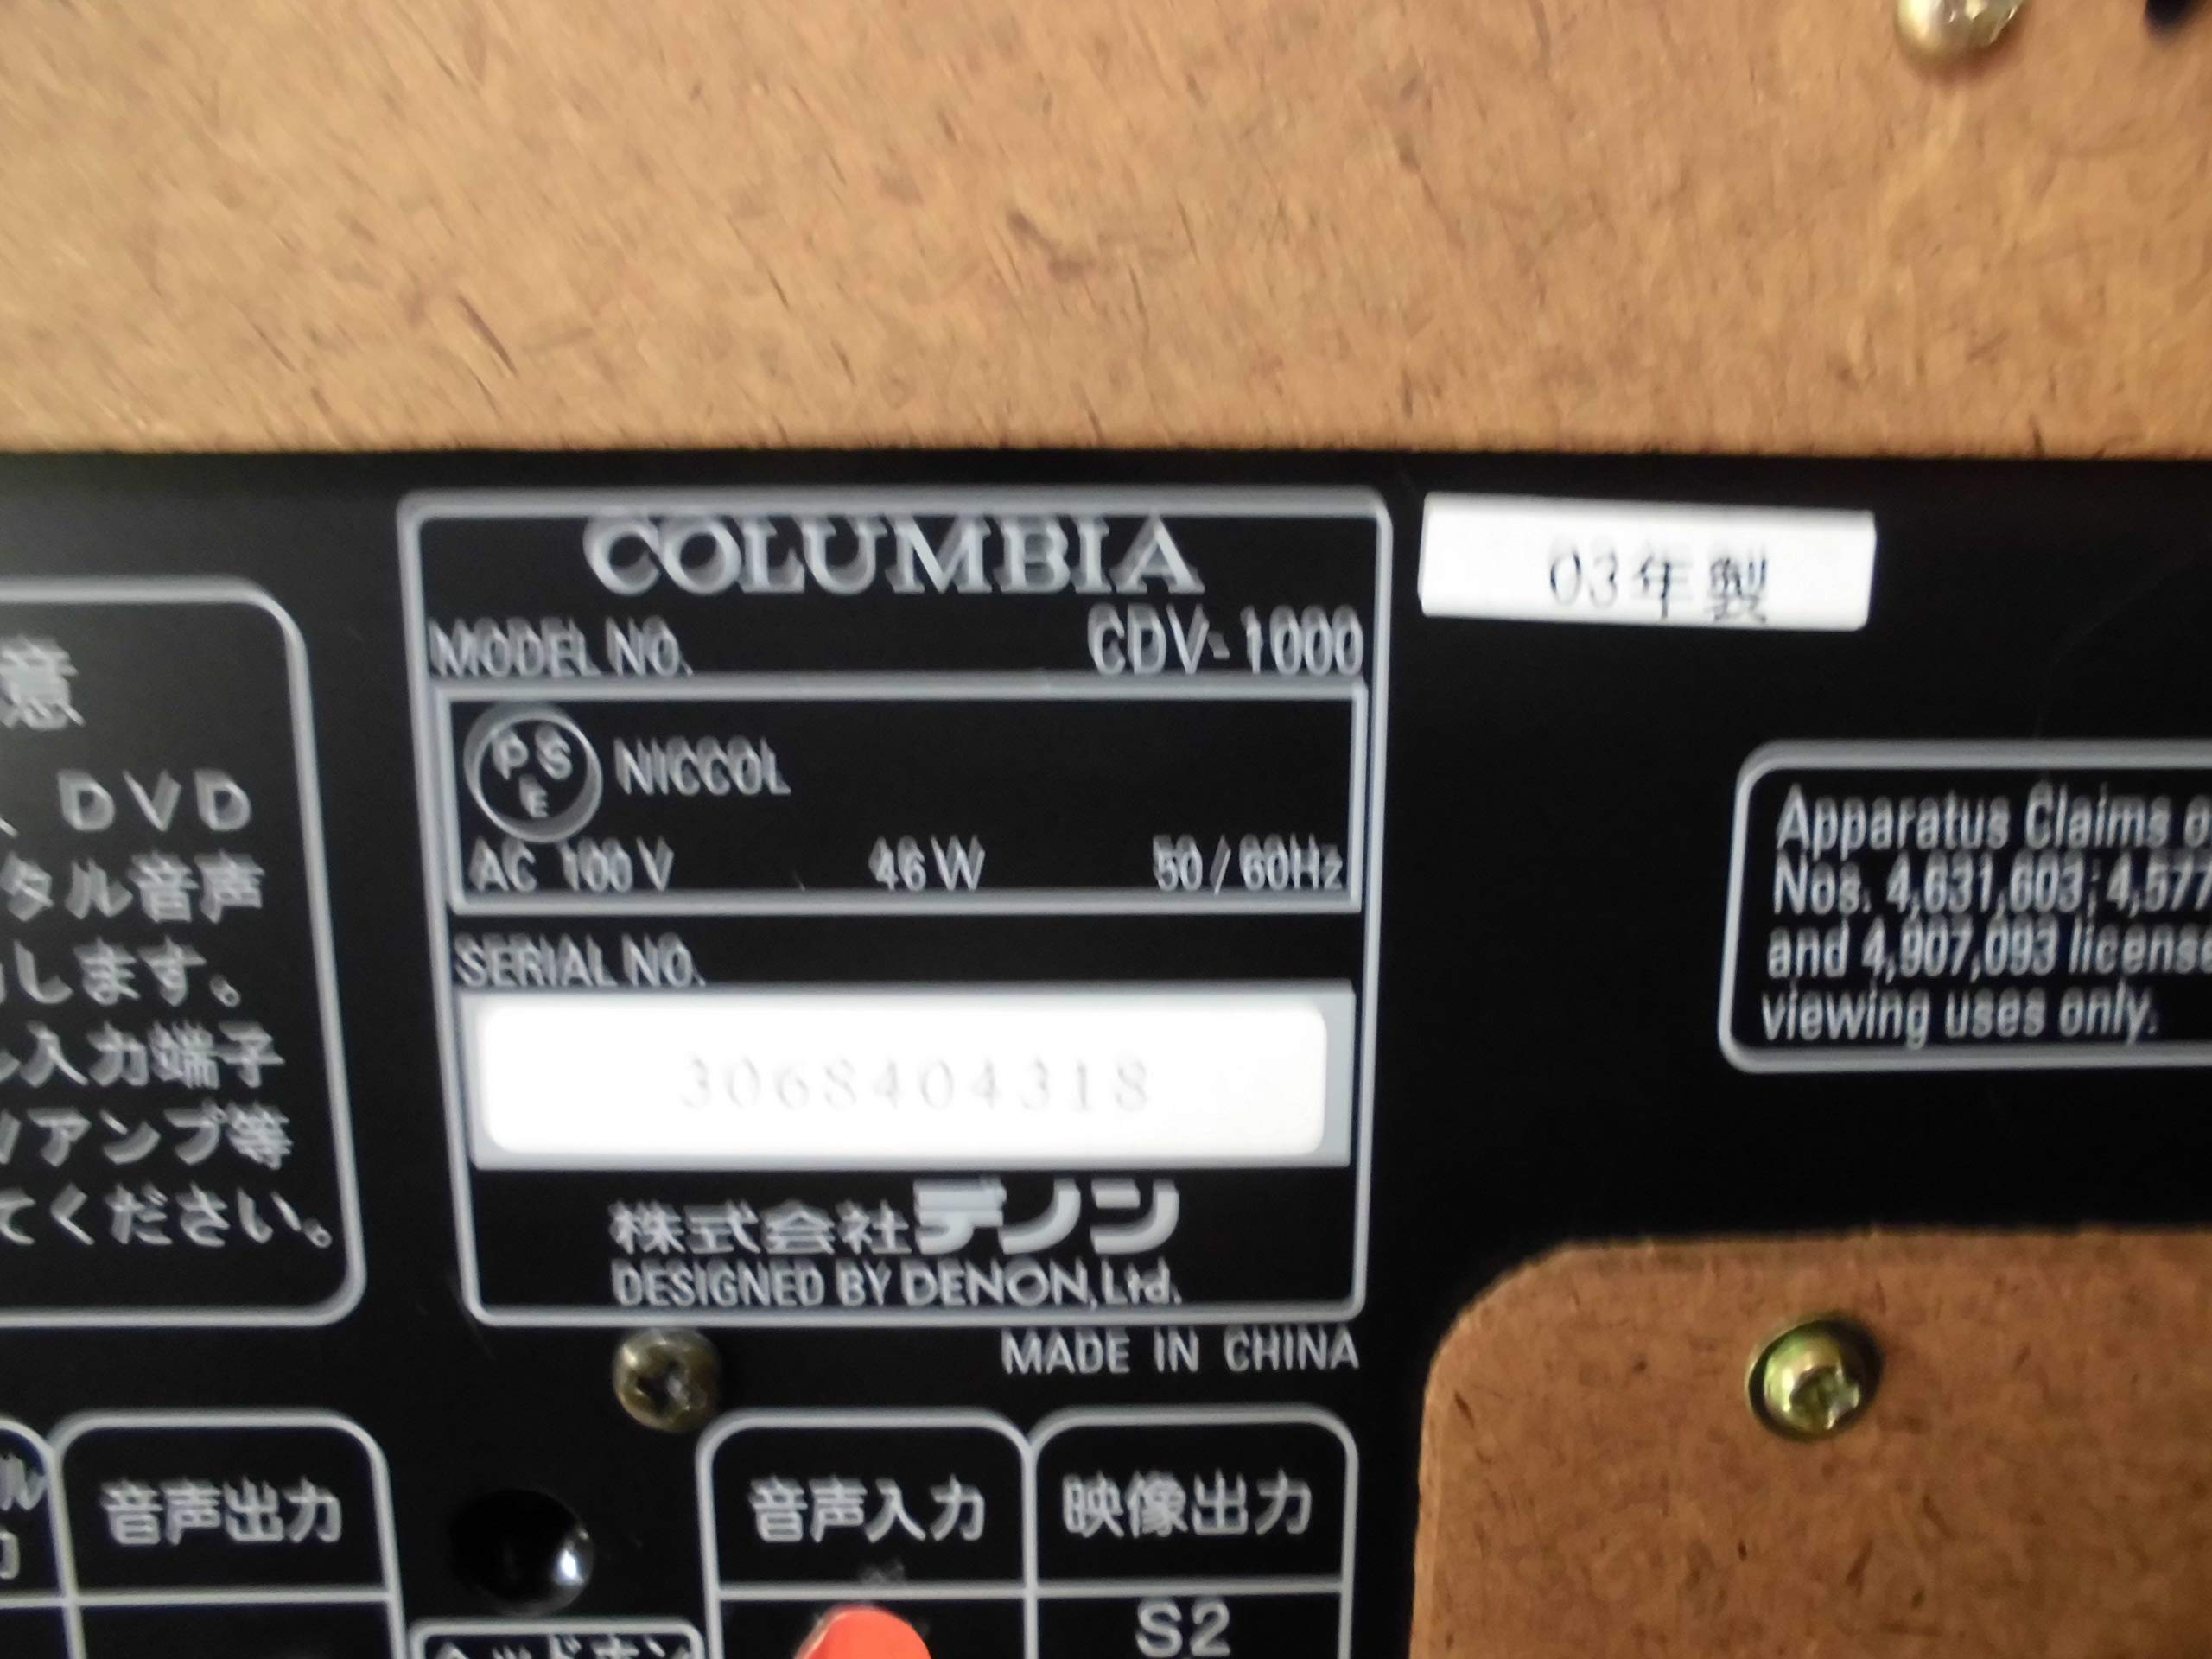 COLUMBIA
MODEL NO. CDV-1000
PSE NICCOL
AC 100V 46W 50/60Hz
SERIAL NO.
3068404318
株式会社デノン
DESIGNED BY DENON, Ltd.
MADE IN CHINA
03年製
意
、DVD
タル音声
します。
入力端子
アンプ等
てください。
Apparatus Claims
Nos. 4,631,603; 4,577
and 4,907,093 license
viewing uses only.
音声出力
音声入力
映像出力
S2